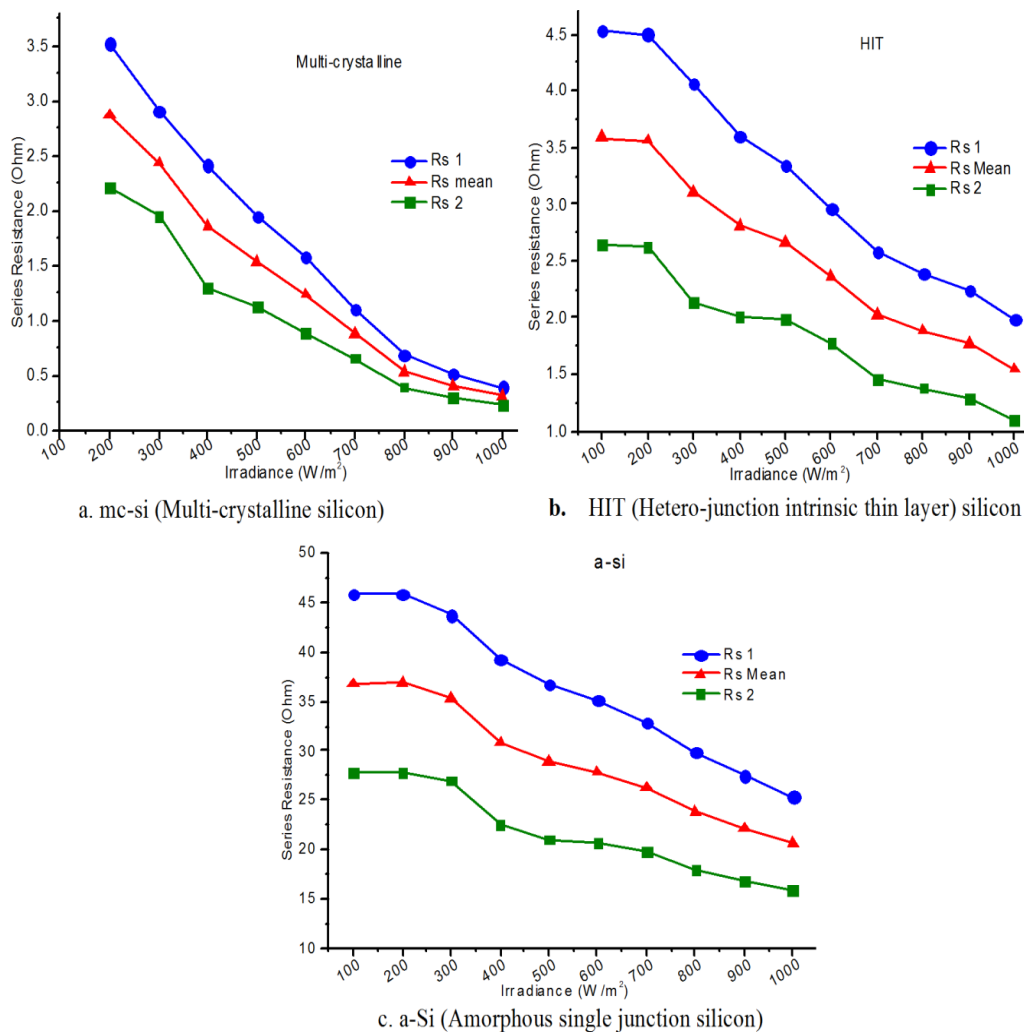 Multi-crystalline
Series Resistance (Ohm)
3.5
3.0
2.5
2.0
1.5
1.0
0.5
0.0
Rs 1
Rs mean
Rs 2
100
200
300
400
500
600
700
800
900
1000
Irradiance (W/m²)
a. mc-si (Multi-crystalline silicon)
HIT
Series resistance (Ohm)
4.5
4.0
3.5
3.0
2.5
2.0
1.5
1.0
Rs 1
Rs Mean
Rs 2
100
200
300
400
500
600
700
800
900
1000
Irradiance (W/m²)
b. HIT (Hetero-junction intrinsic thin layer) silicon
a-si
Series Resistance (Ohm)
50
45
40
35
30
25
20
15
10
Rs 1
Rs Mean
Rs 2
100
200
300
400
500
600
700
800
900
1000
Irradiance (W/m²)
c. a-Si (Amorphous single junction silicon)